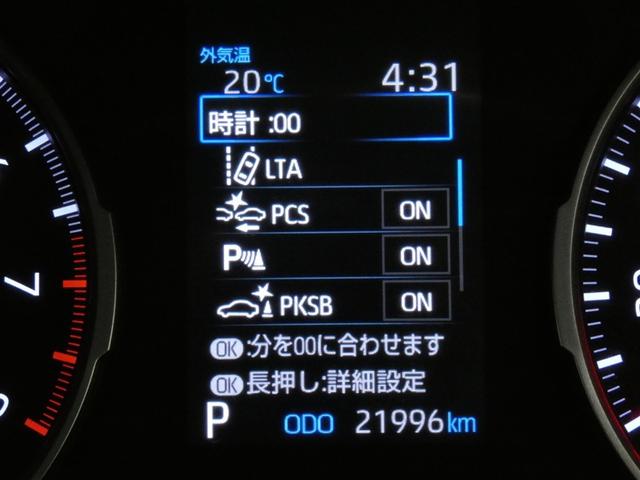 外気温
20℃ 4:31
時計 :00
LTA
PCS ON
P ON
PKSB ON
OK :分を00に合わせます
OK 長押し:詳細設定
P ODO 21996 km
7